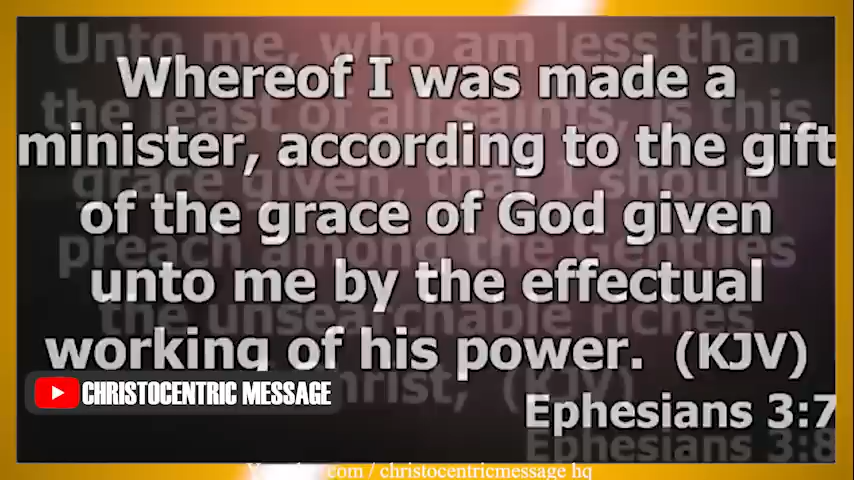 Whereof I was made a
minister, according to the gift
of the grace of God given
unto me by the effectual
working of his power. (KJV)
Ephesians 3:7
Unto me, who am less than
the least of all saints, is this
grace given, that I should
preach among the Gentiles
the unsearchable riches
Christ; (KJV)
Ephesians 3:8
CHRISTOCENTRIC MESSAGE
com / christocentricmessage hq